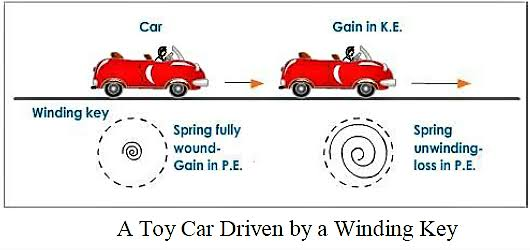 Car
Gain in K.E.
Winding key
Spring fully
wound-
Gain in P.E.
Spring
unwinding-
loss in P.E.
A Toy Car Driven by a Winding Key